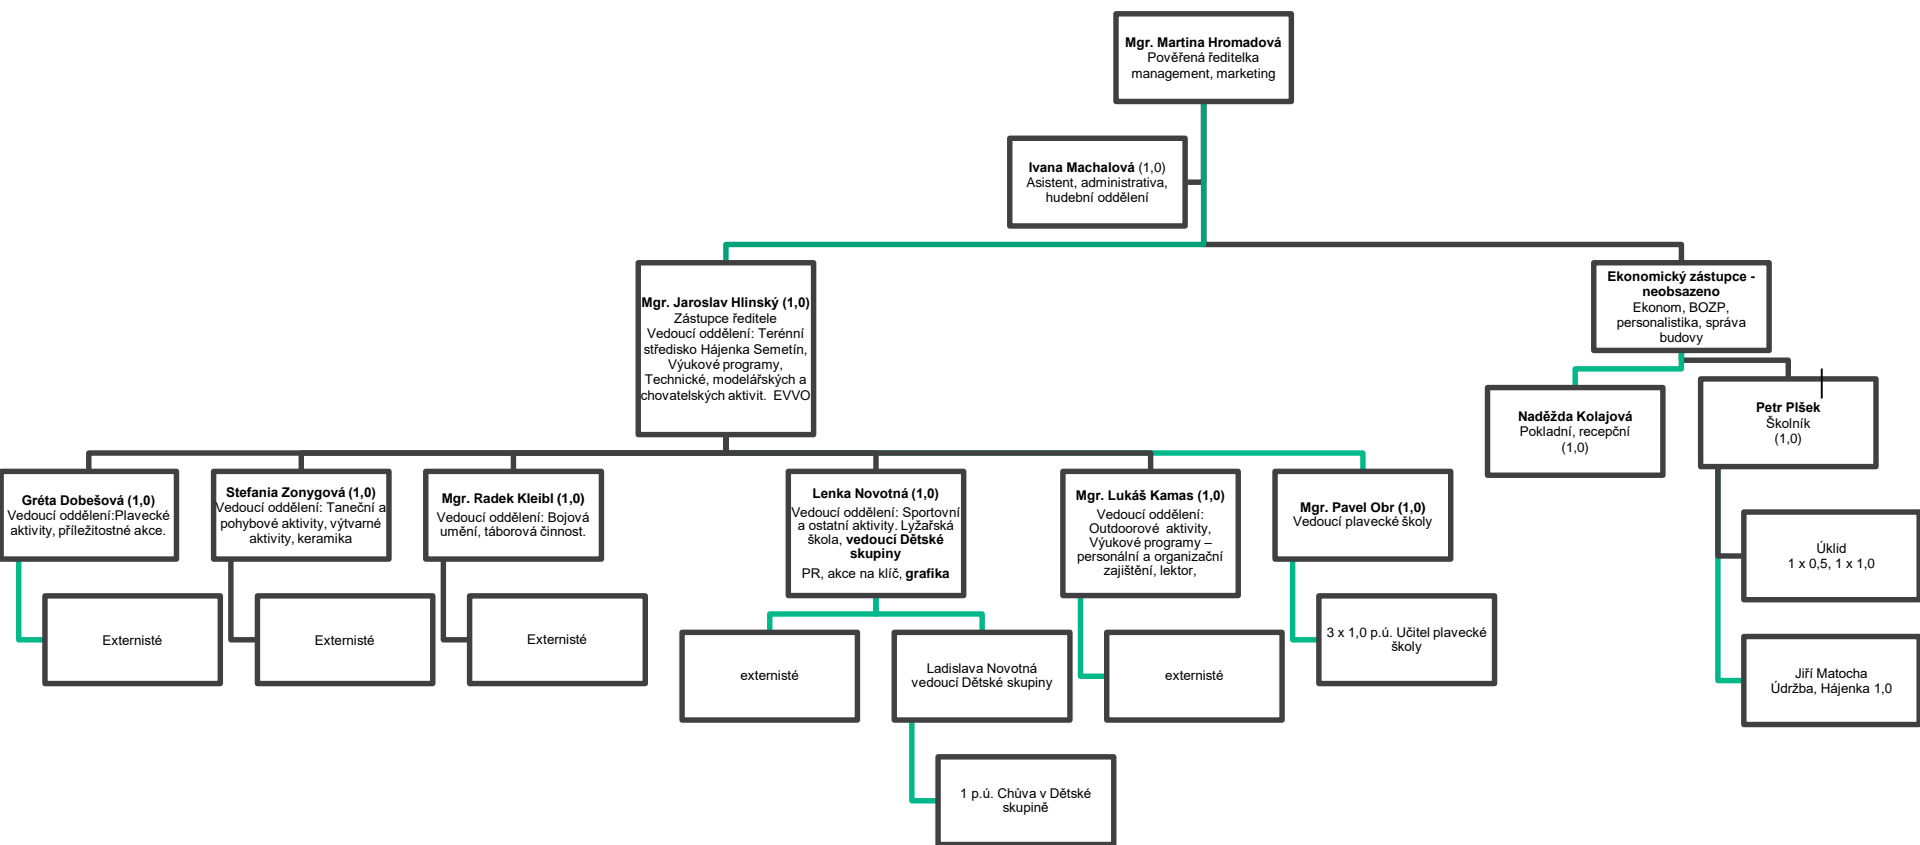 Mgr. Martina Hromadová
Pověřená ředitelka
management, marketing
Ivana Machalová (1,0)
Asistent, administrativa,
hudební oddělení
Mgr. Jaroslav Hlinský (1,0)
Zástupce ředitele
Vedoucí oddělení: Terénní
středisko Hájenka Semetín,
Výukové programy,
Technické, modelářských a
chovatelských aktivit. EVVO
Ekonomický zástupce -
neobsazeno
Ekonom, BOZP,
personalistika, správa
budovy
Naděžda Kolajová
Pokladní, recepční
(1,0)
Petr Plšek
Školník
(1,0)
Gréta Dobešová (1,0)
Vedoucí oddělení:Plavecké
aktivity, příležitostné akce.
Stefania Zonygová (1,0)
Vedoucí oddělení: Taneční a
pohybové aktivity, výtvarné
aktivity, keramika
Mgr. Radek Kleibl (1,0)
Vedoucí oddělení: Bojová
umění, táborová činnost.
Lenka Novotná (1,0)
Vedoucí oddělení: Sportovní
a ostatní aktivity. Lyžařská
škola, vedoucí Dětské
skupiny
PR, akce na klíč, grafika
Mgr. Lukáš Kamas (1,0)
Vedoucí oddělení:
Outdoorové aktivity,
Výukové programy –
personální a organizační
zajištění, lektor,
Mgr. Pavel Obr (1,0)
Vedoucí plavecké školy
Úklid
1 x 0,5, 1 x 1,0
Externisté
Externisté
Externisté
externisté
Ladislava Novotná
vedoucí Dětské skupiny
externisté
3 x 1,0 p.ú. Učitel plavecké
školy
Jiří Matocha
Údržba, Hájenka 1,0
1 p.ú. Chůva v Dětské
skupině